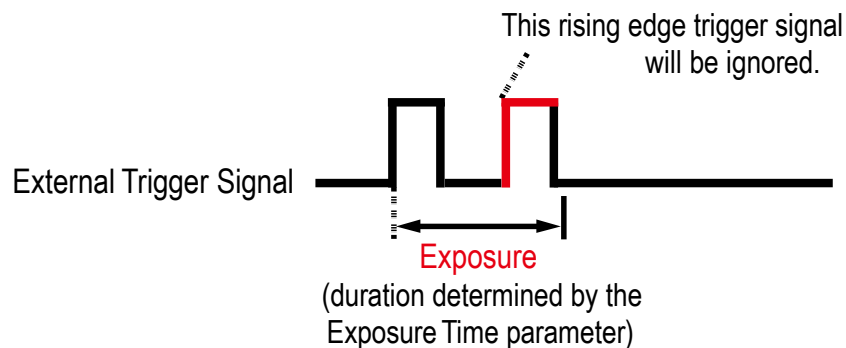 This rising edge trigger signal
will be ignored.
External Trigger Signal
Exposure
(duration determined by the
Exposure Time parameter)